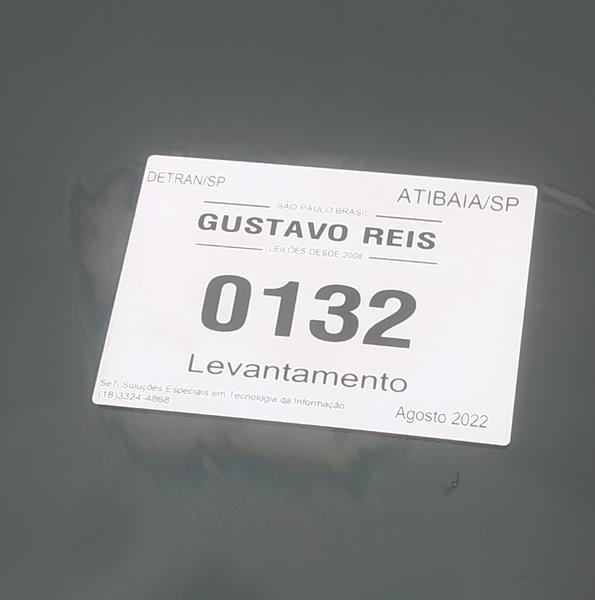 DETRAN/SP
ATIBAIA/SP
SÃO PAULO BRASIL
GUSTAVO REIS
LEILÕES DESDE 2008
0132
Levantamento
Se7i Soluções Especiais em Tecnologia da Informação
(18)3324-4868
Agosto 2022